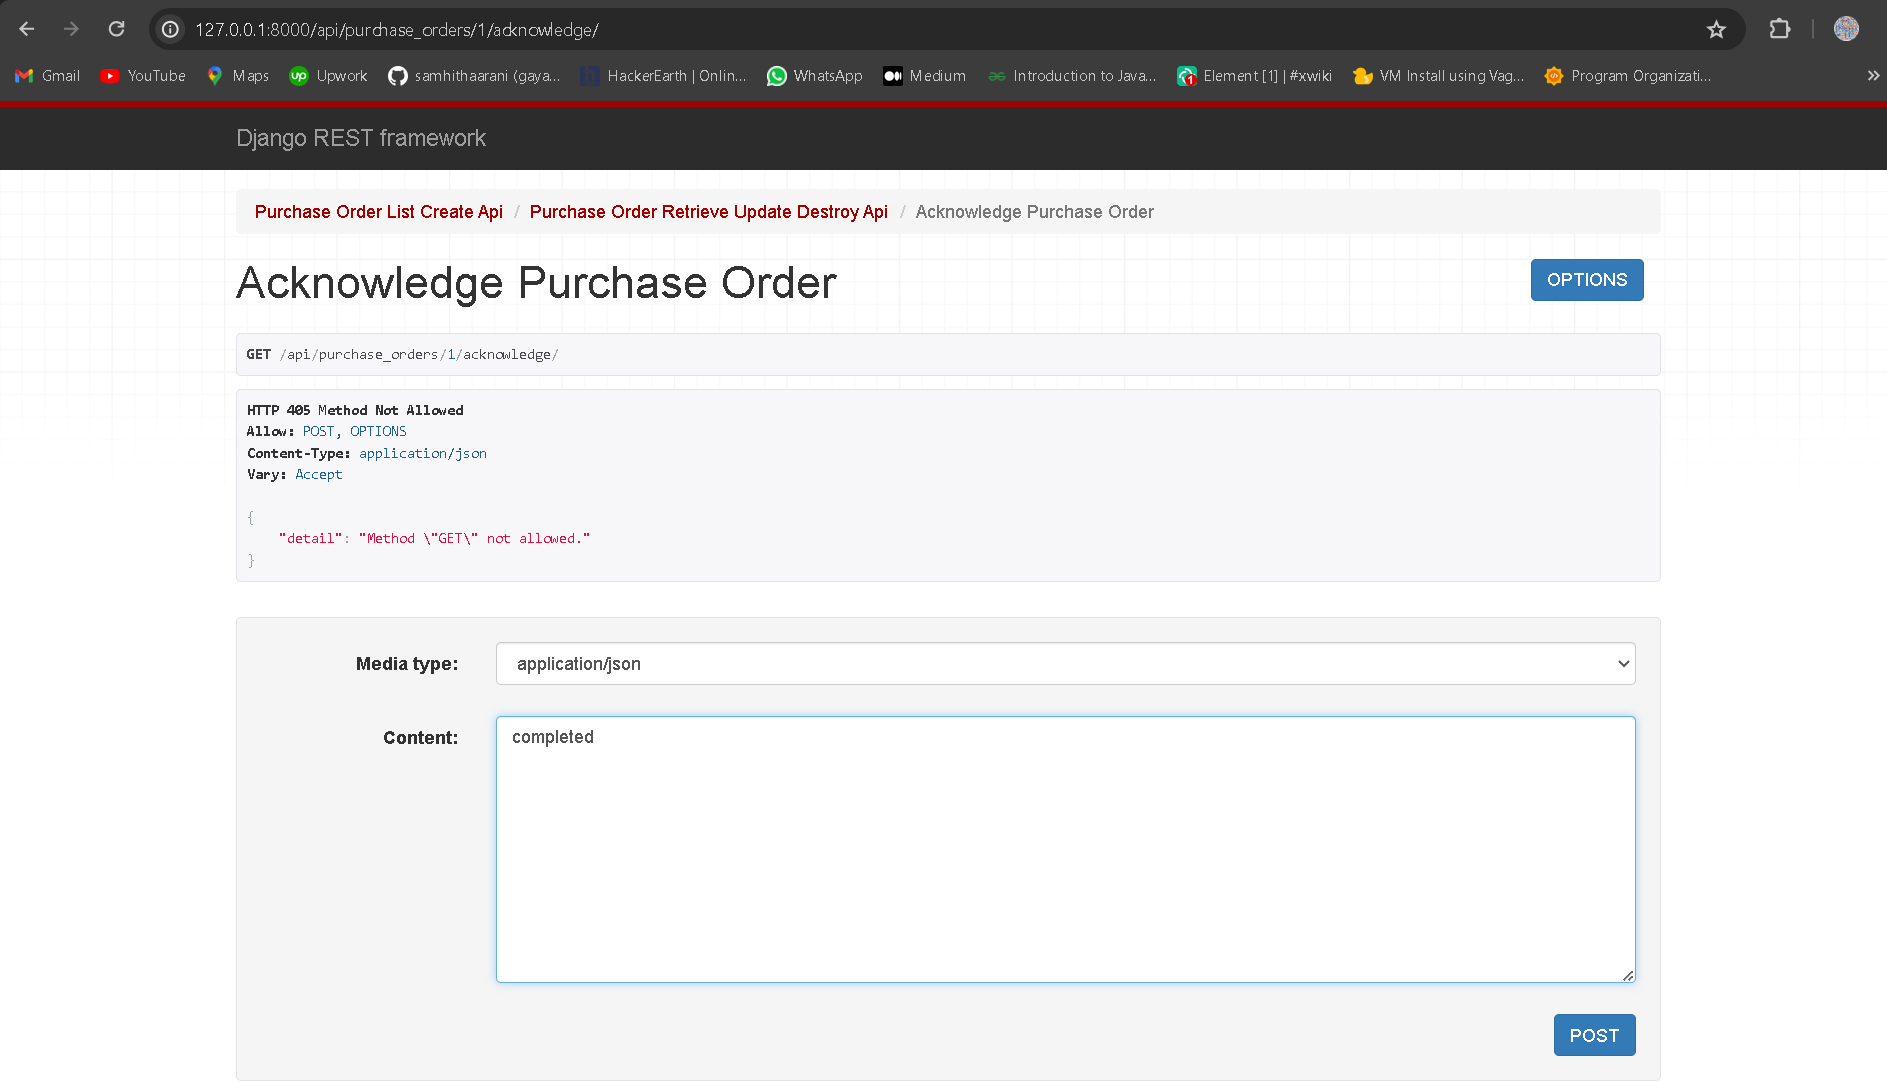 127.0.0.1:8000/api/purchase_orders/1/acknowledge/
Gmail YouTube Maps Upwork samhithaarani (gaya... HackerEarth | Onlin... WhatsApp Medium Introduction to Java... Element [1] | #xwiki VM Install using Vag... Program Organizati...
Django REST framework
Purchase Order List Create Api / Purchase Order Retrieve Update Destroy Api / Acknowledge Purchase Order
Acknowledge Purchase Order
OPTIONS
GET /api/purchase_orders/1/acknowledge/
HTTP 405 Method Not Allowed
Allow: POST, OPTIONS
Content-Type: application/json
Vary: Accept
{
"detail": "Method \"GET\" not allowed."
}
Media type: application/json
Content: completed
POST